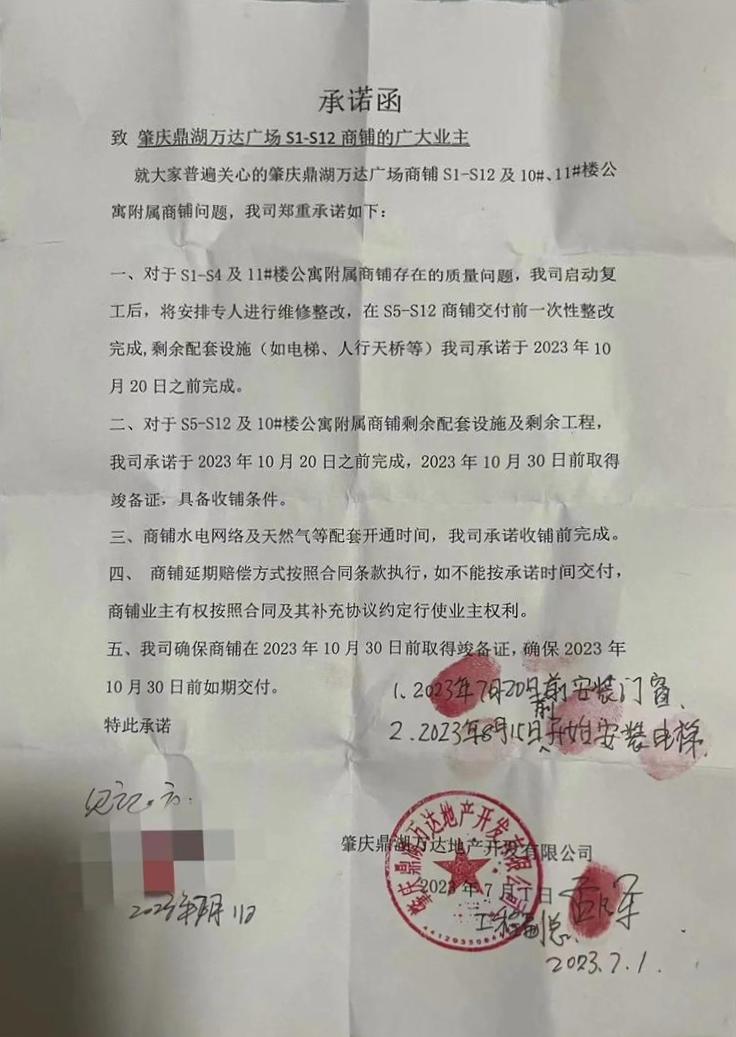 承诺函
致 肇庆鼎湖万达广场 S1-S12 商铺的广大业主
就大家普遍关心的肇庆鼎湖万达广场商铺 S1-S12 及 10#、11#楼公
寓附属商铺问题，我司郑重承诺如下：
一、对于 S1-S4 及 11#楼公寓附属商铺存在的质量问题，我司启动复
工后，将安排专人进行维修整改，在 S5-S12 商铺交付前一次性整改
完成,剩余配套设施（如电梯、人行天桥等）我司承诺于 2023 年 10
月 20 日之前完成。
二、对于 S5-S12 及 10#楼公寓附属商铺剩余配套设施及剩余工程，
我司承诺于 2023 年 10 月 20 日之前完成，2023 年 10 月 30 日前取得
竣备证，具备收铺条件。
三、商铺水电网络及天然气等配套开通时间，我司承诺收铺前完成。
四、 商铺延期赔偿方式按照合同条款执行，如不能按承诺时间交付，
商铺业主有权按照合同及其补充协议约定行使业主权利。
五、我司确保商铺在 2023 年 10 月 30 日前取得竣备证，确保 2023 年
10 月 30 日前如期交付。
1、2023年7月20日前安装门窗、
特此承诺
2、2023年8月15日前开始安装电梯、
肇庆鼎湖万达地产开发有限公司
肇庆鼎湖万达地产开发有限公司
2023 年 7 月 1 日
工程副总
2023.7.1.